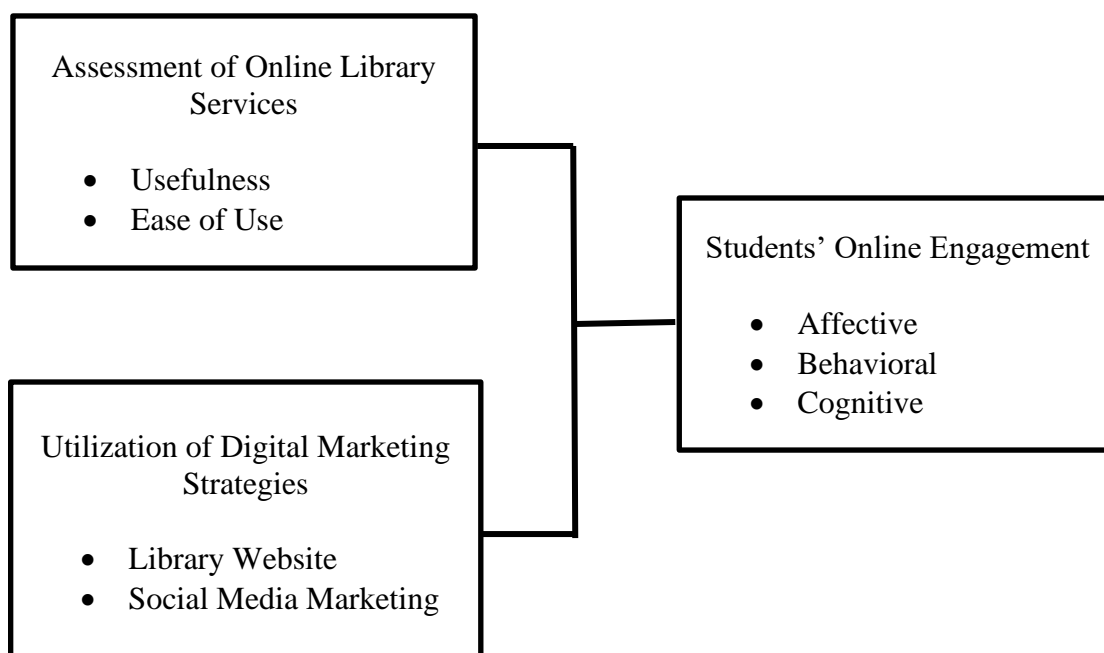 Assessment of Online Library
Services
• Usefulness
• Ease of Use
Students’ Online Engagement
• Affective
• Behavioral
• Cognitive
Utilization of Digital Marketing
Strategies
• Library Website
• Social Media Marketing